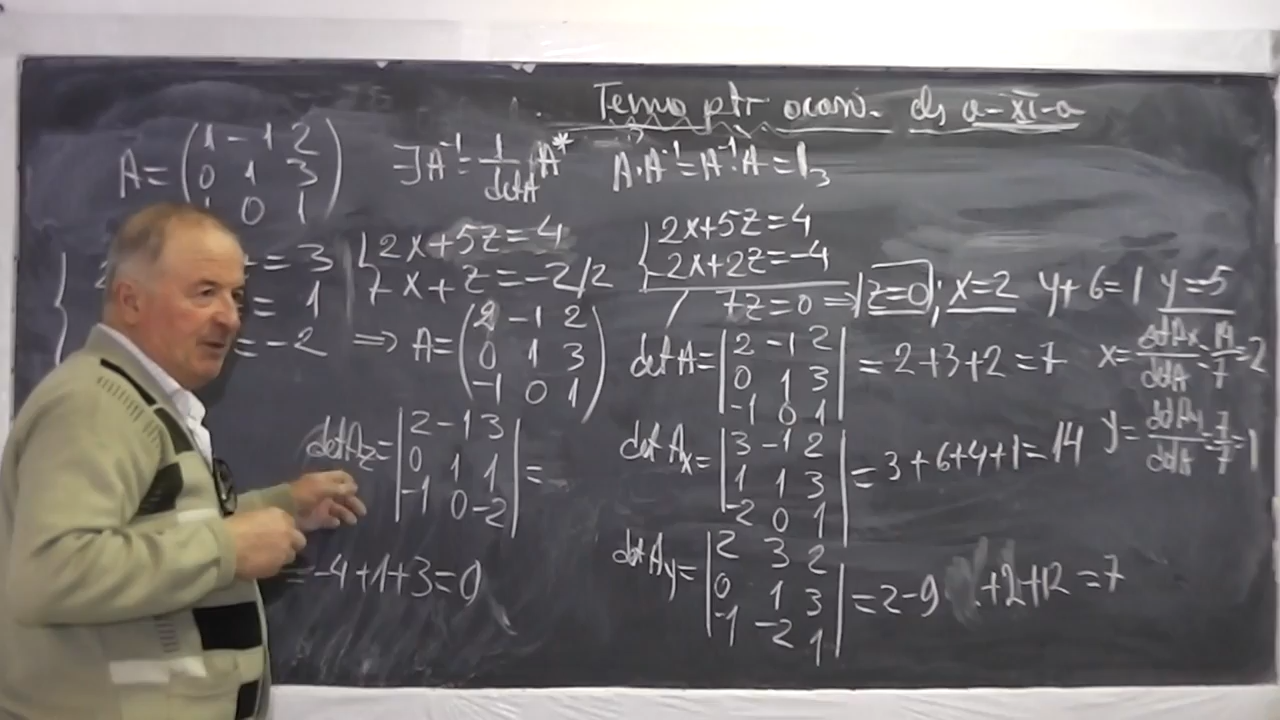 Temo ptr acas. ds a-XI-a
A=(1 -1 2
0 1 3
1 0 1)
∃A⁻¹=1/detA A*
A·A⁻¹=A⁻¹A=I₃
=3
=1
=-2
{2x+5z=4
-x+z=-2/2
{2x+5z=4
-2x+2z=-4
/ 7z=0 ⇒ z=0; x=2 y+6=1 y=5
⇒ A=(2 -1 2
0 1 3
-1 0 1)
detA=|2 -1 2
0 1 3
-1 0 1|=2+3+2=7
x=detAx/detA=14/7=2
detAz=|2 -1 3
0 1 1
-1 0 -2|=
=-4+1+3=0
detAx=|3 -1 2
1 1 3
-2 0 1|=3+6+4+1=14
y=detAy/detA=7/7=1
detAy=|2 3 2
0 1 3
-1 -2 1|=2-9 +2+12=7